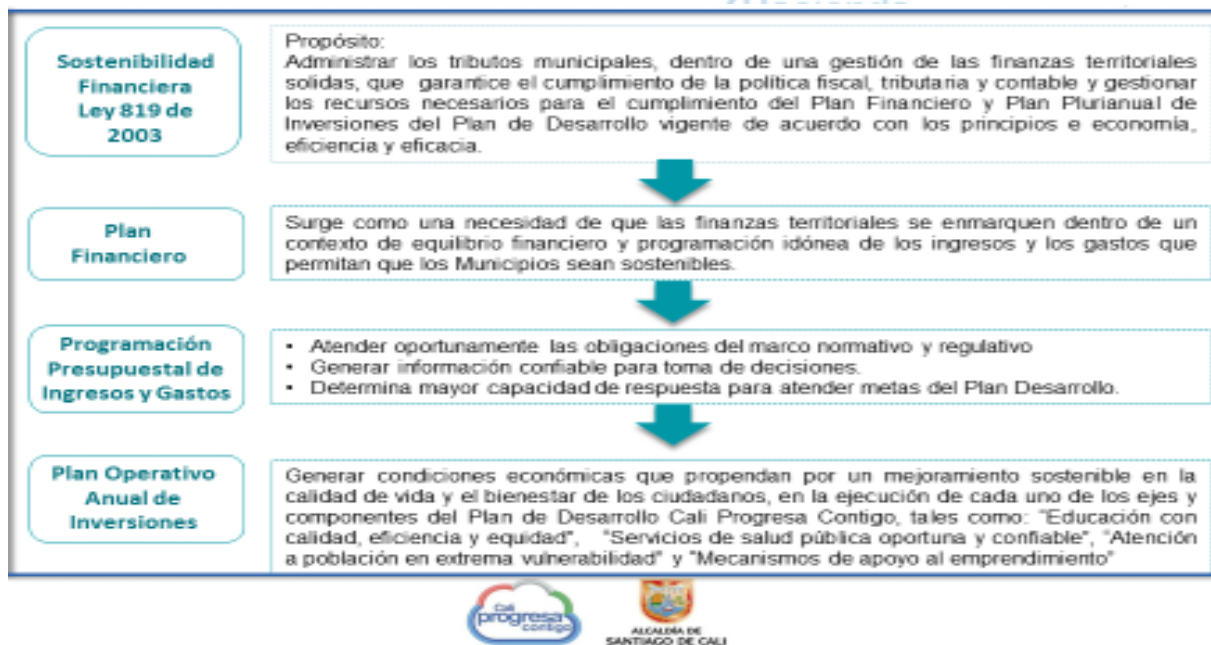 Sostenibilidad
Financiera
Ley 819 de
2003
Propósito:
Administrar los tributos municipales, dentro de una gestión de las finanzas territoriales
solidas, que garantice el cumplimiento de la política fiscal, tributaria y contable y gestionar
los recursos necesarios para el cumplimiento del Plan Financiero y Plan Plurianual de
Inversiones del Plan de Desarrollo vigente de acuerdo con los principios e economía,
eficiencia y eficacia.
Plan
Financiero
Surge como una necesidad de que las finanzas territoriales se enmarquen dentro de un
contexto de equilibrio financiero y programación idónea de los ingresos y los gastos que
permitan que los Municipios sean sostenibles.
Programación
Presupuestal de
Ingresos y Gastos
• Atender oportunamente las obligaciones del marco normativo y regulativo
• Generar información confiable para toma de decisiones.
• Determina mayor capacidad de respuesta para atender metas del Plan Desarrollo.
Plan Operativo
Anual de
Inversiones
Generar condiciones económicas que propendan por un mejoramiento sostenible en la
calidad de vida y el bienestar de los ciudadanos, en la ejecución de cada uno de los ejes y
componentes del Plan de Desarrollo Cali Progresa Contigo, tales como: "Educación con
calidad, eficiencia y equidad", "Servicios de salud pública oportuna y confiable", "Atención
a población en extrema vulnerabilidad" y "Mecanismos de apoyo al emprendimiento"
Cali
progresa
contigo
ALCALDÍA DE
SANTIAGO DE CALI